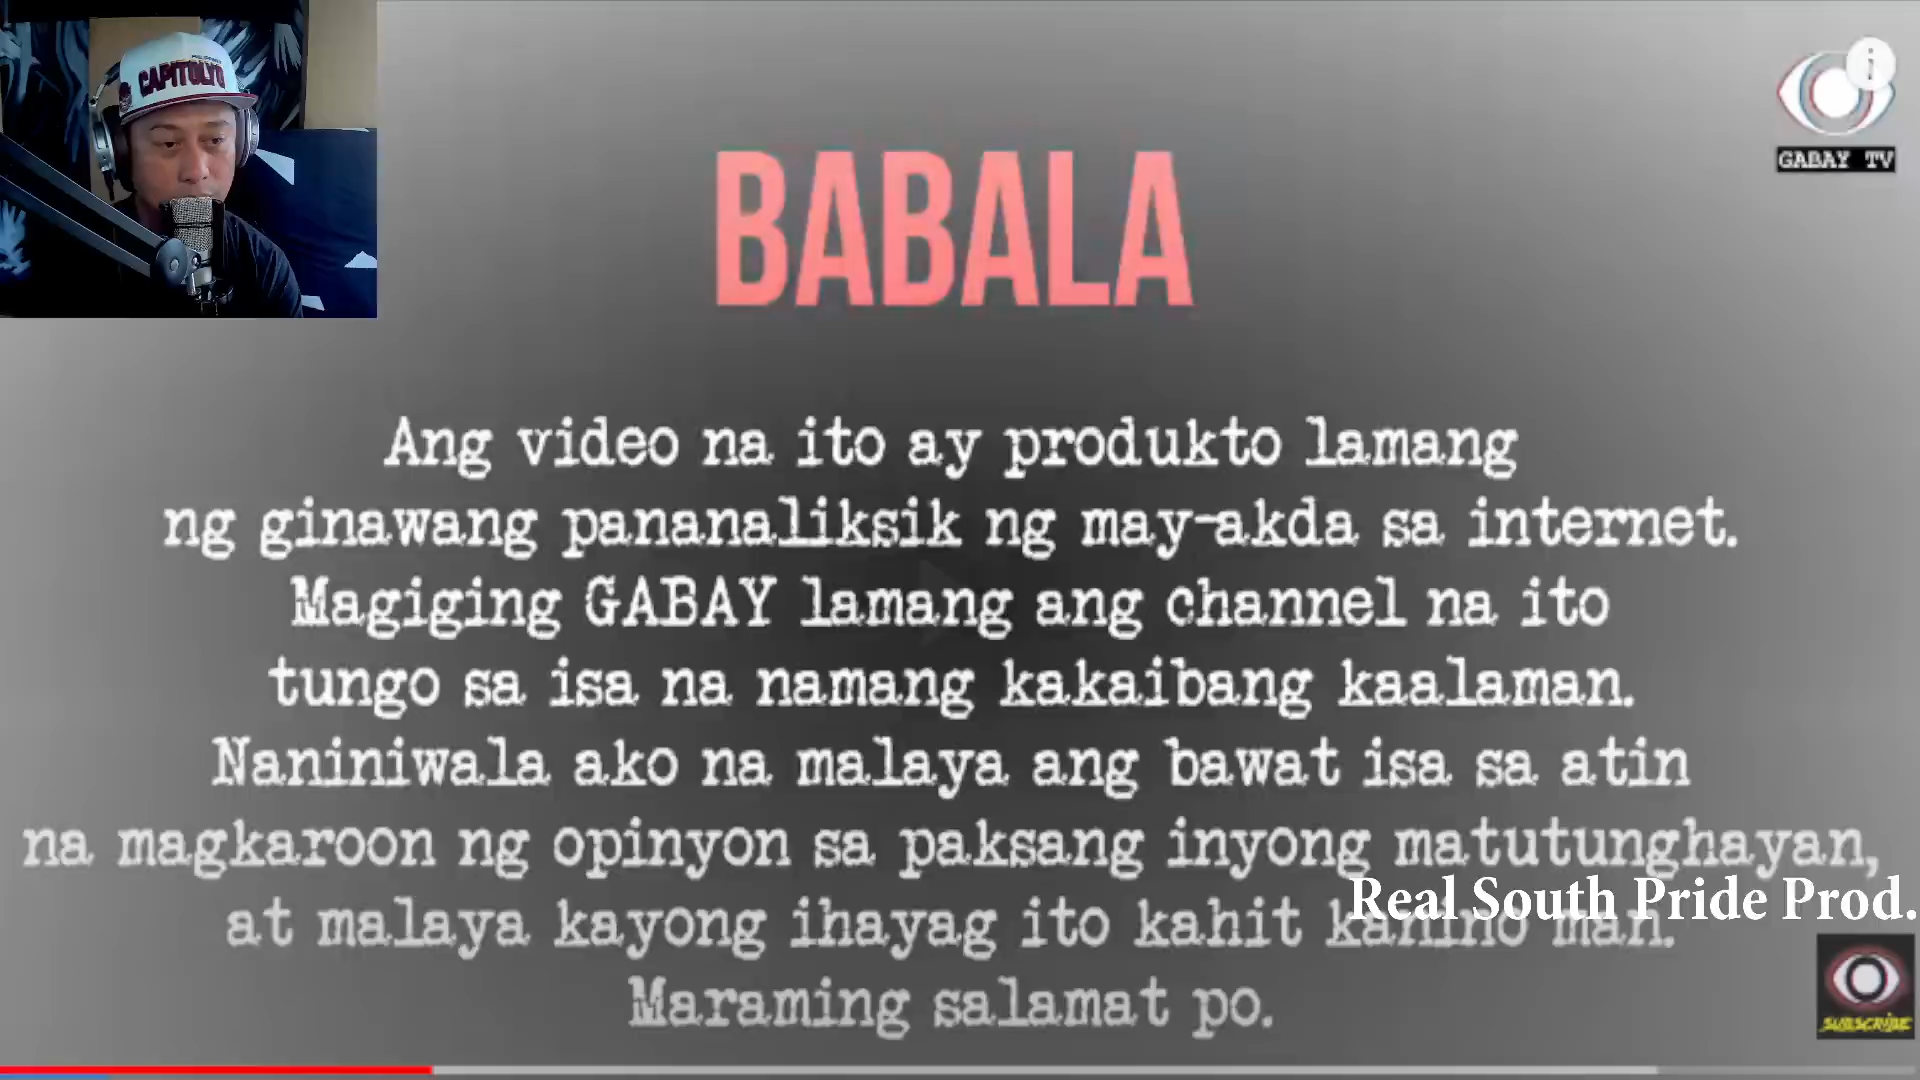 CAPITOLYO
GABAY TV
BABALA
Ang video na ito ay produkto lamang
ng ginawang pananaliksik ng may-akda sa internet.
Magiging GABAY lamang ang channel na ito
tungo sa isa na namang kakaibang kaalaman.
Naniniwala ako na malaya ang bawat isa sa atin
na magkaroon ng opinyon sa paksang inyong matutunghayan,
Real South Pride Prod.
at malaya kayong ihayag ito kahit kanino man.
Maraming salamat po.
SUBSCRIBE